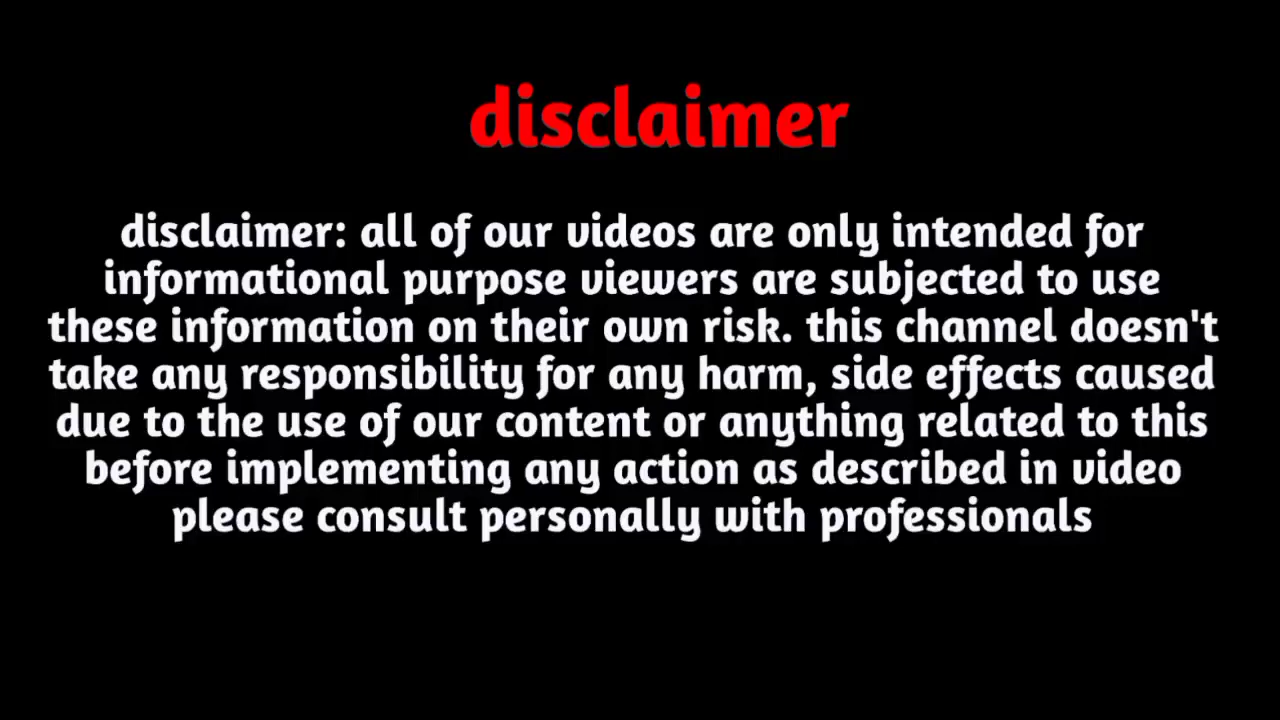 disclaimer
disclaimer: all of our videos are only intended for
informational purpose viewers are subjected to use
these information on their own risk. this channel doesn't
take any responsibility for any harm, side effects caused
due to the use of our content or anything related to this
before implementing any action as described in video
please consult personally with professionals